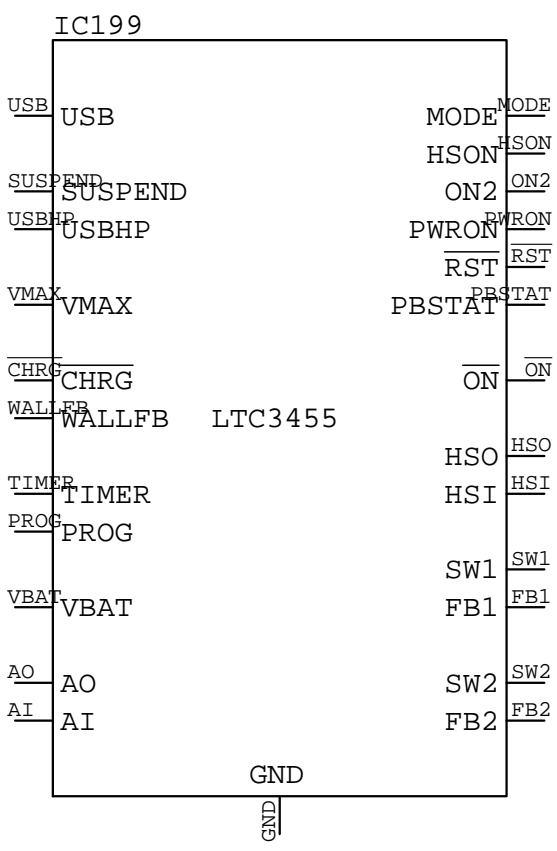 IC199
USB USB MODE MODE
HSON HSON
SUSPEND SUSPEND ON2 ON2
USBHP USBHP PWRON PWRON
RST RST
VMAX VMAX PBSTAT PBSTAT
CHRG CHRG ON ON
WALLFB WALLFB LTC3455
HSO HSO
TIMER TIMER HSI HSI
PROG PROG
SW1 SW1
VBAT VBAT FB1 FB1
AO AO SW2 SW2
AI AI FB2 FB2
GND
GND